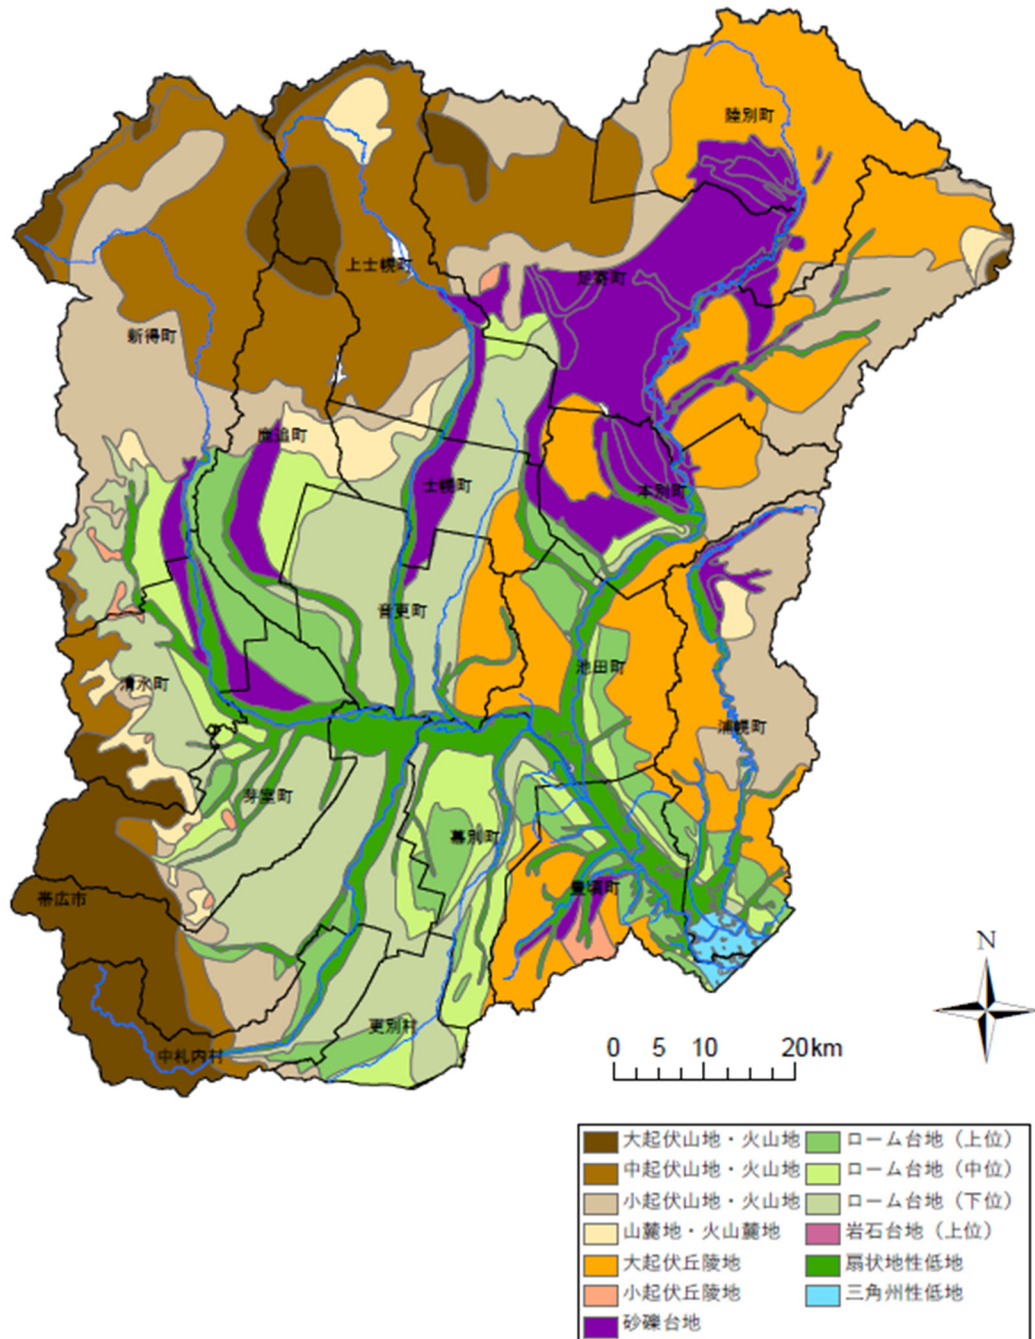 陸別町
上士幌町
足寄町
新得町
鹿追町
士幌町
本別町
音更町
池田町
清水町
浦幌町
芽室町
幕別町
豊頃町
帯広市
更別村
中札内村
N
0 5 10 20km
大起伏山地・火山地
中起伏山地・火山地
小起伏山地・火山地
山麓地・火山麓地
大起伏丘陵地
小起伏丘陵地
砂礫台地
ローム台地（上位）
ローム台地（中位）
ローム台地（下位）
岩石台地（上位）
扇状地性低地
三角州性低地